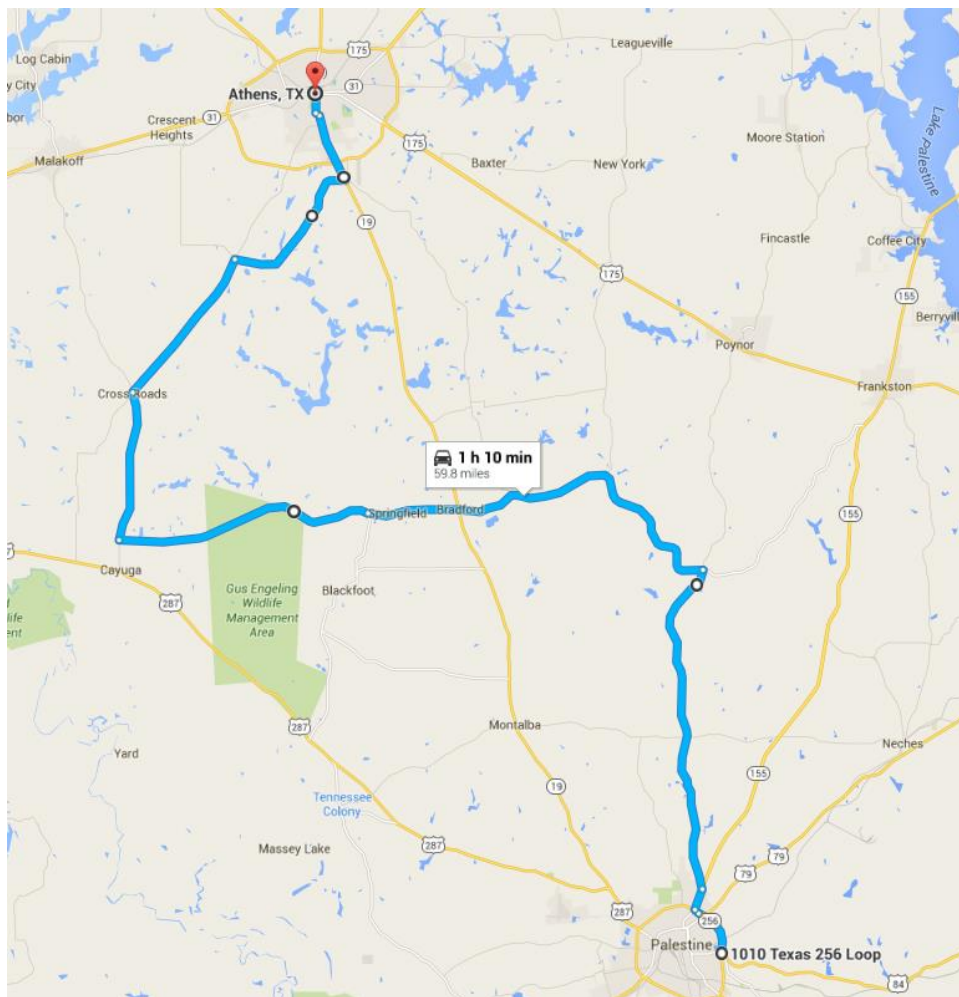 Log Cabin
y City
bor
Malakoff
Crescent
Heights
31
Athens, TX
175
31
Leagueville
175
Baxter
New York
Moore Station
Lake Palestine
Fincastle
Coffee City
155
Berryvill
19
175
Poynor
Frankston
Cross Roads
1 h 10 min
59.8 miles
155
Springfield
Bradford
Cayuga
287
Gus Engeling
Wildlife
Management
Area
Blackfoot
ldlife
ent
287
Montalba
Yard
Neches
155
19
Tennessee
Colony
287
Massey Lake
79
79
287
256
Palestine
1010 Texas 256 Loop
84